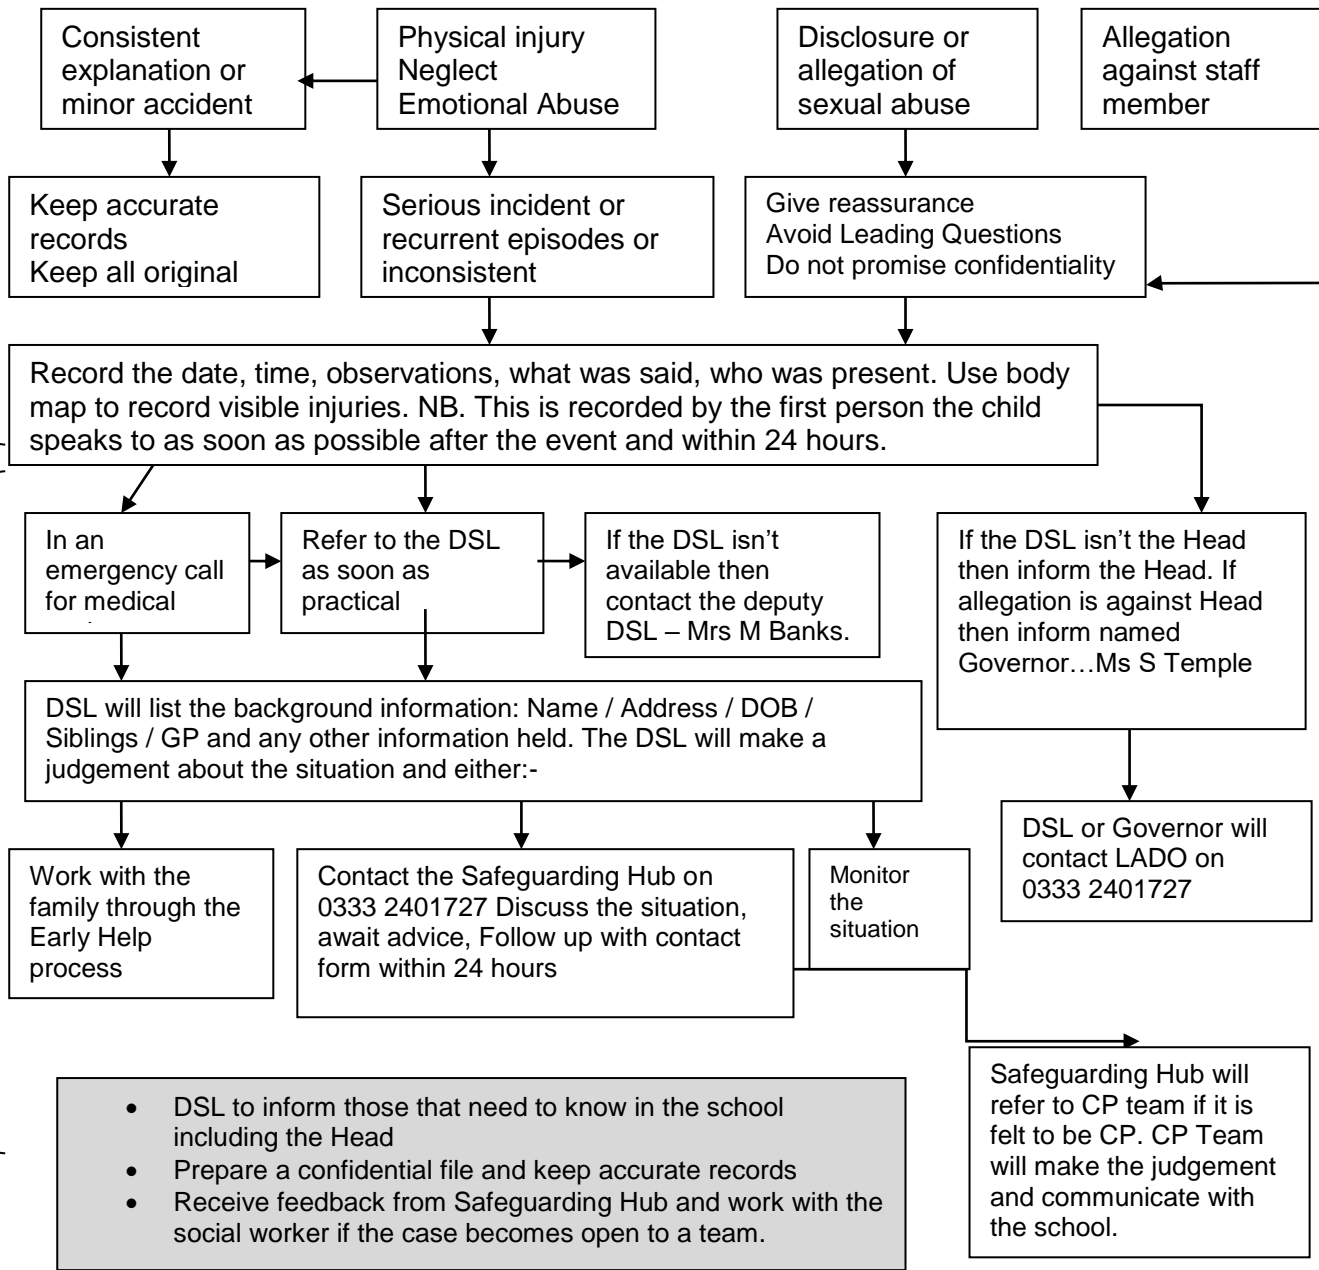 Consistent
explanation or
minor accident
Physical injury
Neglect
Emotional Abuse
Disclosure or
allegation of
sexual abuse
Allegation
against staff
member
Keep accurate
records
Keep all original
Serious incident or
recurrent episodes or
inconsistent
Give reassurance
Avoid Leading Questions
Do not promise confidentiality
Record the date, time, observations, what was said, who was present. Use body
map to record visible injuries. NB. This is recorded by the first person the child
speaks to as soon as possible after the event and within 24 hours.
In an
emergency call
for medical
Refer to the DSL
as soon as
practical
If the DSL isn't
available then
contact the deputy
DSL – Mrs M Banks.
If the DSL isn't the Head
then inform the Head. If
allegation is against Head
then inform named
Governor…Ms S Temple
DSL will list the background information: Name / Address / DOB /
Siblings / GP and any other information held. The DSL will make a
judgement about the situation and either:-
DSL or Governor will
contact LADO on
0333 2401727
Work with the
family through the
Early Help
process
Contact the Safeguarding Hub on
0333 2401727 Discuss the situation,
await advice, Follow up with contact
form within 24 hours
Monitor
the
situation
Safeguarding Hub will
refer to CP team if it is
felt to be CP. CP Team
will make the judgement
and communicate with
the school.
• DSL to inform those that need to know in the school
including the Head
• Prepare a confidential file and keep accurate records
• Receive feedback from Safeguarding Hub and work with the
social worker if the case becomes open to a team.